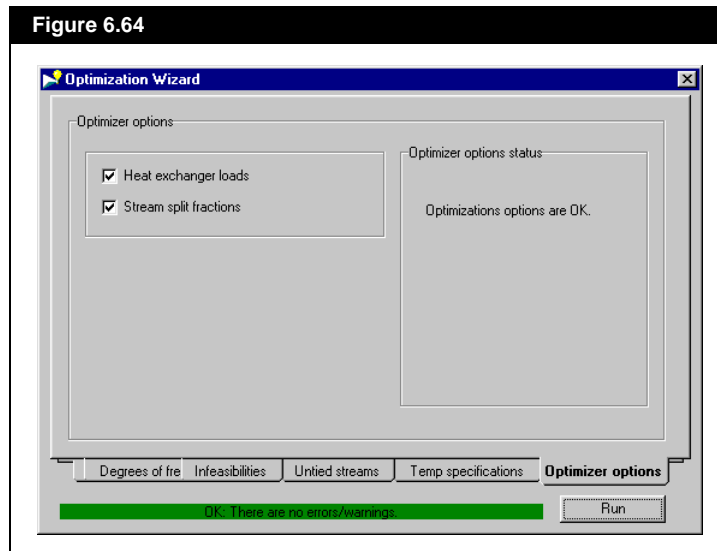 Figure 6.64
Optimization Wizard
Optimizer options
Heat exchanger loads
Stream split fractions
Optimizer options status
Optimizations options are OK.
Degrees of fre Infeasibilities Untied streams Temp specifications Optimizer options
OK: There are no errors/warnings.
Run